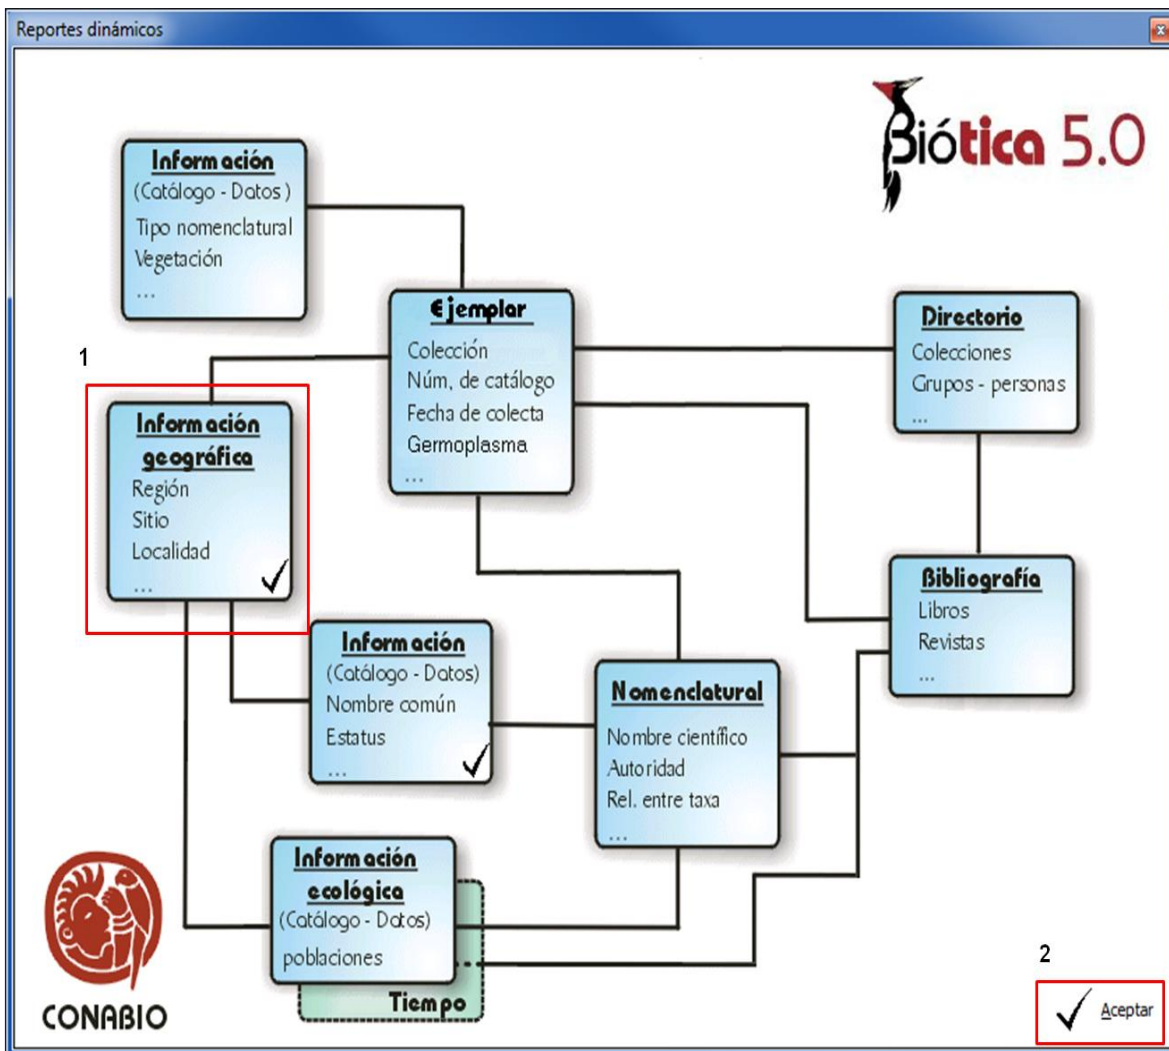 Reportes dinámicos
Biótica 5.0
Información
(Catálogo - Datos )
Tipo nomenclatural
Vegetación
...
Ejemplar
Colección
Núm. de catálogo
Fecha de colecta
Germoplasma
...
Directorio
Colecciones
Grupos - personas
...
1
Información
geográfica
Región
Sitio
Localidad
...
Bibliografía
Libros
Revistas
...
Información
(Catálogo - Datos)
Nombre común
Estatus
...
Nomenclatural
Nombre científico
Autoridad
Rel. entre taxa
...
Información
ecológica
(Catálogo - Datos)
poblaciones
Tiempo
CONABIO
2
Aceptar